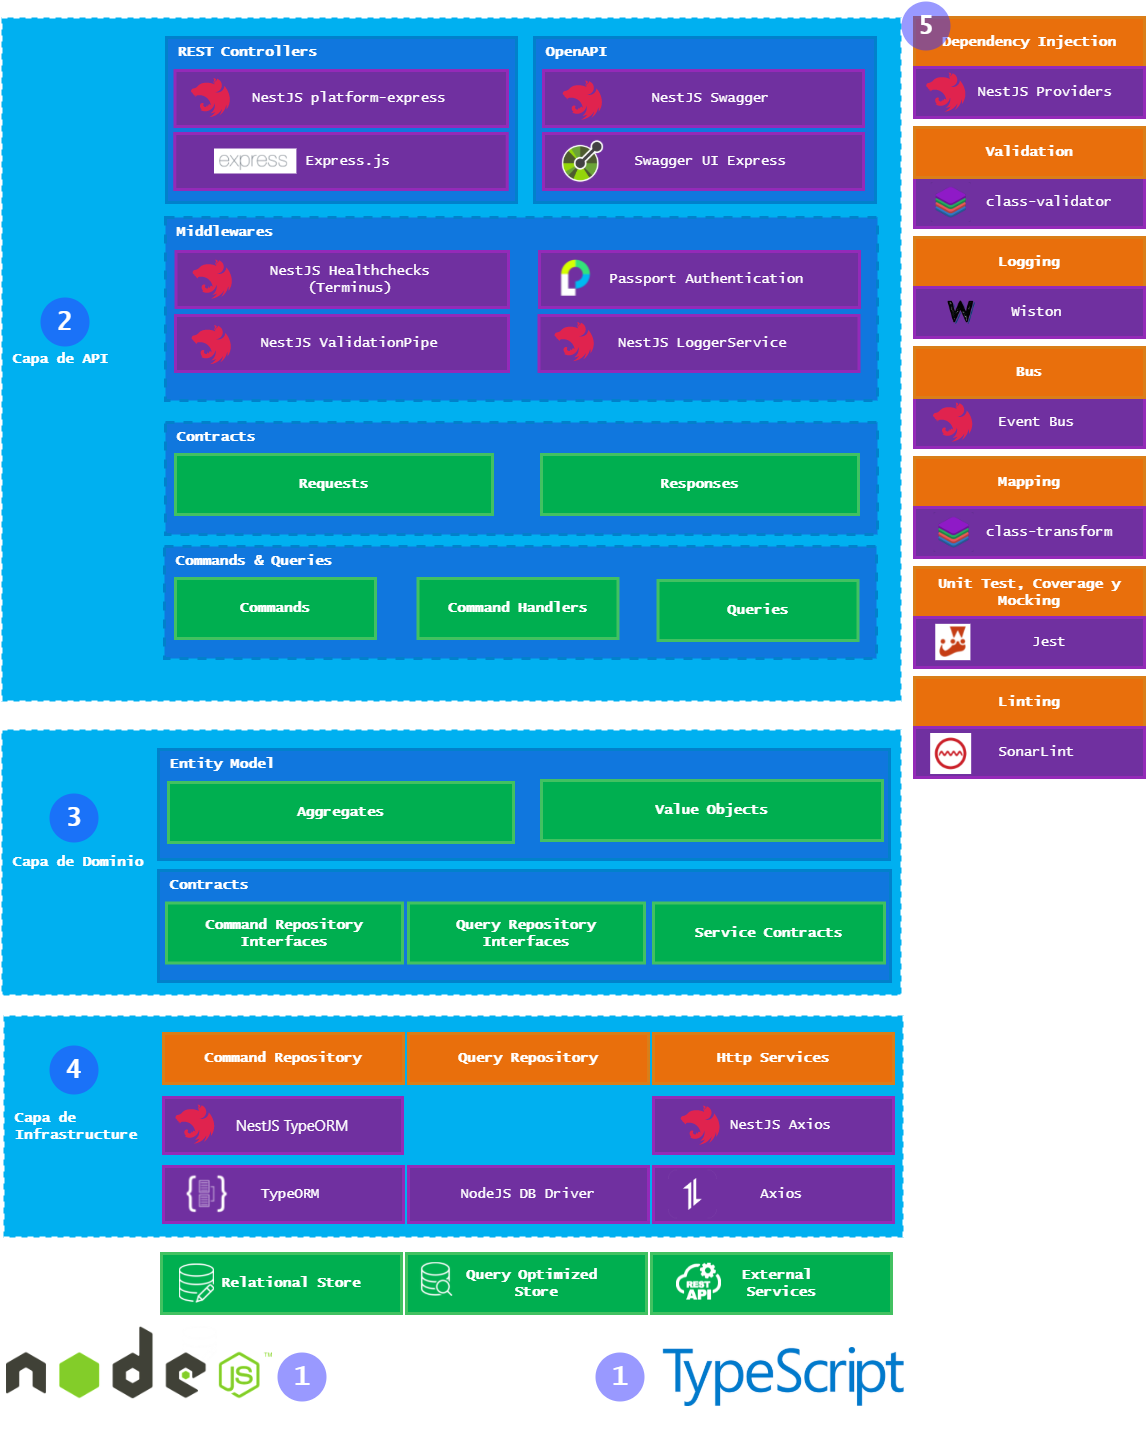 REST Controllers
NestJS platform-express
express
Express.js
OpenAPI
NestJS Swagger
Swagger UI Express
Middlewares
NestJS Healthchecks
(Terminus)
Passport Authentication
NestJS ValidationPipe
NestJS LoggerService
2
Capa de API
Contracts
Requests
Responses
Commands & Queries
Commands
Command Handlers
Queries
3
Capa de Dominio
Entity Model
Aggregates
Value Objects
Contracts
Command Repository
Interfaces
Query Repository
Interfaces
Service Contracts
4
Capa de
Infrastructure
Command Repository
Query Repository
Http Services
NestJS TypeORM
NestJS Axios
TypeORM
NodeJS DB Driver
Axios
Relational Store
Query Optimized
Store
REST
API
External
Services
node
JS
TM
1
1
TypeScript
5
Dependency Injection
NestJS Providers
Validation
class-validator
Logging
W
Wiston
Bus
Event Bus
Mapping
class-transform
Unit Test, Coverage y
Mocking
Jest
Linting
SonarLint